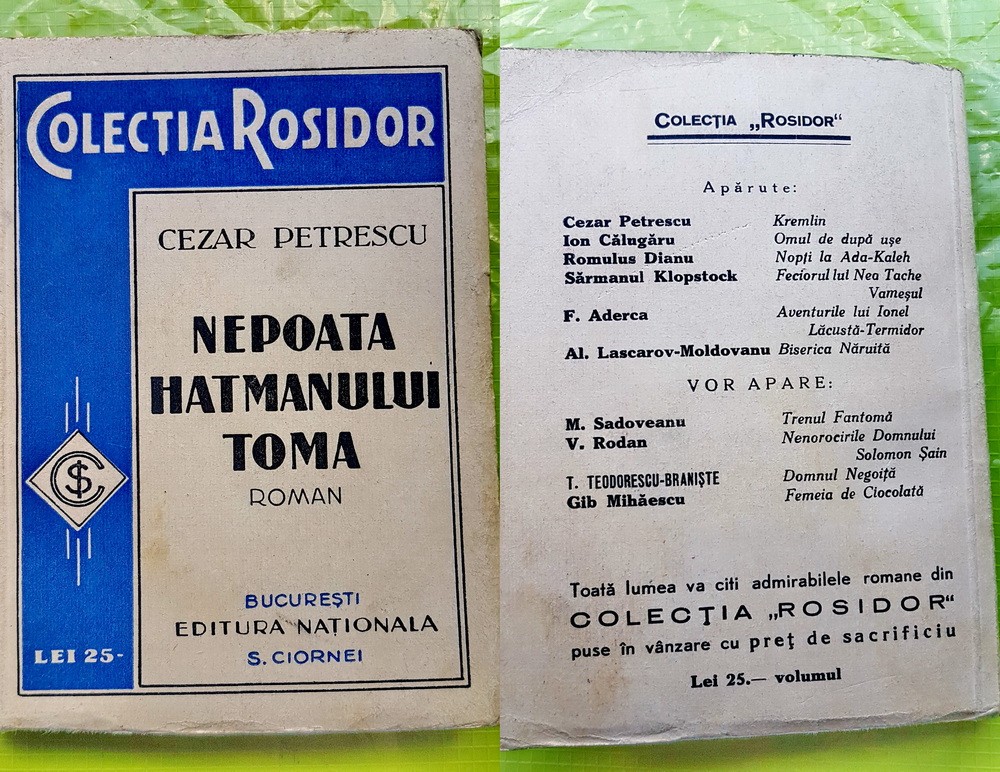 COLECȚIA ROSIDOR
CEZAR PETRESCU
NEPOATA
HATMANULUI
TOMA
ROMAN
BUCUREȘTI
EDITURA NAȚIONALA
S. CIORNEI
LEI 25-
COLECȚIA „ROSIDOR“
Apărute:
Cezar Petrescu Kremlin
Ion Călugăru Omul de după ușe
Romulus Dianu Nopți la Ada-Kaleh
Sărmanul Klopstock Feciorul lui Nea Tache
Vameșul
F. Aderca Aventurile lui Ionel
Lăcustă-Termidor
Al. Lascarov-Moldovanu Biserica Năruită
VOR APARE:
M. Sadoveanu Trenul Fantomă
V. Rodan Nenorocirile Domnului
Solomon Șain
T. TEODORESCU-BRANIȘTE Domnul Negoiță
Gib Mihăescu Femeia de Ciocolată
Toată lumea va citi admirabilele romane din
COLECȚIA „ROSIDOR“
puse în vânzare cu preț de sacrificiu
Lei 25.— volumul